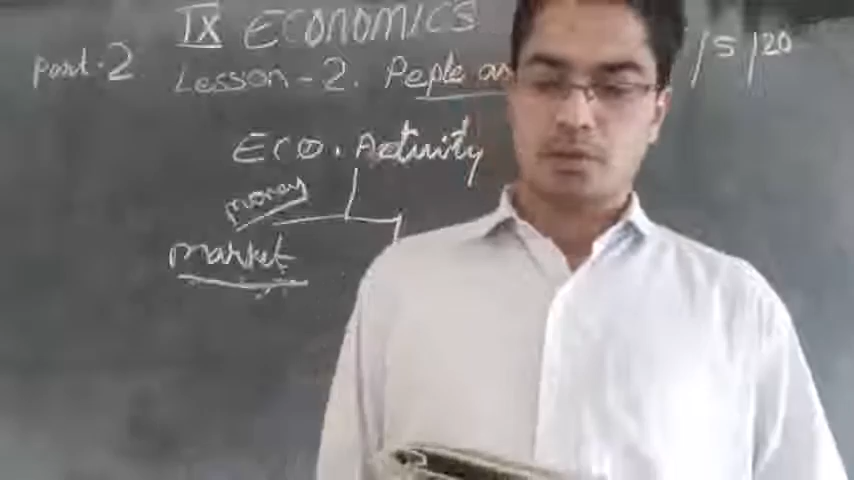 IX ECONOMICS
Part-2
Lesson-2. Peple as
/5/20
Eco. Activity
money
market